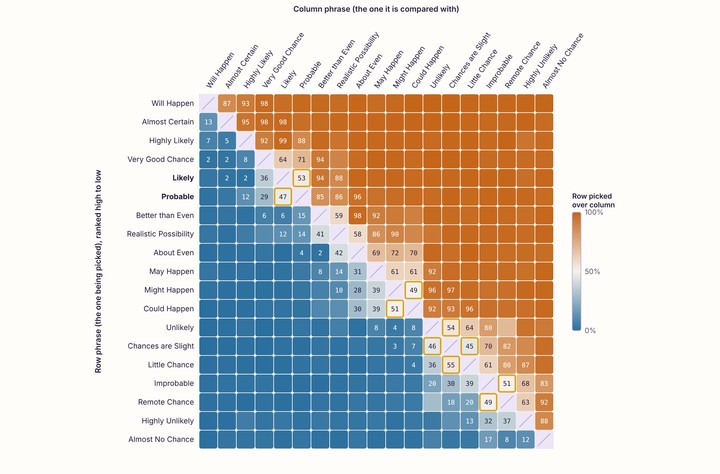 Column phrase (the one it is compared with)
Will Happen
Almost Certain
Highly Likely
Very Good Chance
Likely
Probable
Better than Even
Realistic Possibility
About Even
May Happen
Might Happen
Could Happen
Unlikely
Chances are Slight
Little Chance
Improbable
Remote Chance
Highly Unlikely
Almost No Chance
Row phrase (the one being picked), ranked high to low
Will Happen 87 93 98
Almost Certain 13 95 98 98
Highly Likely 7 5 92 99 88
Very Good Chance 2 2 8 64 71 94
Likely 2 2 36 53 94 88
Probable 12 29 47 85 86 96
Better than Even 6 6 15 59 98 92
Realistic Possibility 12 14 41 58 86 90
About Even 4 2 42 69 72 70
May Happen 8 14 31 61 61 92
Might Happen 10 28 39 49 96 97
Could Happen 30 39 51 92 93 96
Unlikely 8 4 8 54 64 80
Chances are Slight 3 7 46 45 70 82
Little Chance 4 36 55 61 80 87
Improbable 20 30 39 51 68 83
Remote Chance 18 20 49 63 92
Highly Unlikely 13 32 37 88
Almost No Chance 17 8 12
Row picked
over column
100%
50%
0%